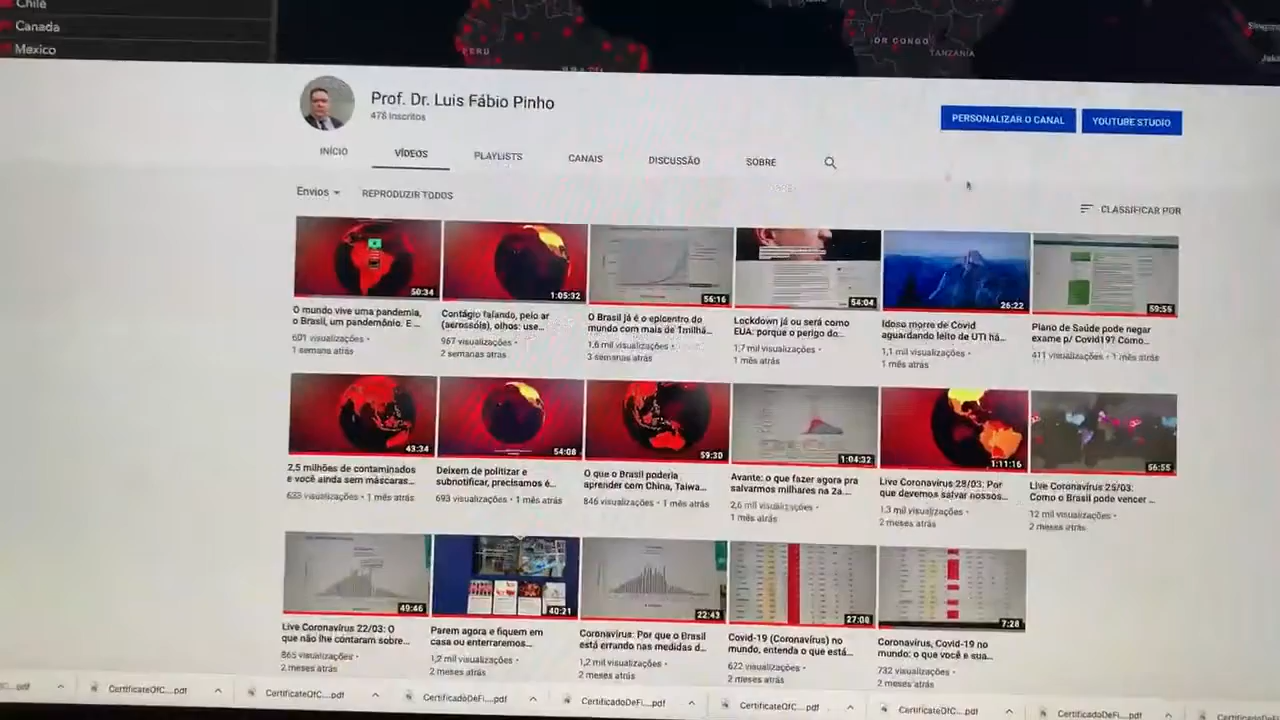 Chile
Canada
Mexico
PERU
BRAZIL
DR CONGO
TANZANIA
Prof. Dr. Luis Fábio Pinho
478 inscritos
PERSONALIZAR O CANAL
YOUTUBE STUDIO
INÍCIO
VÍDEOS
PLAYLISTS
CANAIS
DISCUSSÃO
SOBRE
Envios
REPRODUZIR TODOS
CLASSIFICAR POR
50:34
1:05:32
56:16
54:04
26:22
59:55
O mundo vive uma pandemia,
o Brasil, um pandemônio. E ...
601 visualizações •
1 semana atrás
Contágio falando, pelo ar
(aerossóis), olhos: use...
967 visualizações •
2 semanas atrás
O Brasil já é o epicentro do
mundo com mais de 1milhã...
1,6 mil visualizações •
3 semanas atrás
Lockdown já ou será como
EUA: porque o perigo do...
1,7 mil visualizações •
1 mês atrás
Idoso morre de Covid
aguardando leito de UTI há...
1,1 mil visualizações •
1 mês atrás
Plano de Saúde pode negar
exame p/ Covid19? Como...
411 visualizações • 1 mês atrás
43:34
54:08
59:30
1:04:32
1:11:16
56:55
2,5 milhões de contaminados
e você ainda sem máscaras...
623 visualizações • 1 mês atrás
Deixem de politizar e
subnotificar, precisamos é...
693 visualizações • 1 mês atrás
O que o Brasil poderia
aprender com China, Taiwa...
846 visualizações • 1 mês atrás
Avante: o que fazer agora pra
salvarmos milhares na 2a....
2,6 mil visualizações •
1 mês atrás
Live Coronavírus 28/03: Por
que devemos salvar nossos...
1,3 mil visualizações •
2 meses atrás
Live Coronavírus 25/03:
Como o Brasil pode vencer ...
12 mil visualizações •
2 meses atrás
49:46
40:21
22:43
27:08
7:28
Live Coronavírus 22/03: O
que não lhe contaram sobre...
865 visualizações •
2 meses atrás
Parem agora e fiquem em
casa ou enterraremos...
1,2 mil visualizações •
2 meses atrás
Coronavírus: Por que o Brasil
está errando nas medidas d...
1,2 mil visualizações •
2 meses atrás
Covid-19 (Coronavírus) no
mundo, entenda o que está...
622 visualizações •
2 meses atrás
Coronavírus, Covid-19 no
mundo: o que você e sua...
732 visualizações •
2 meses atrás
CertificateOfC....pdf
CertificateOfC....pdf
CertificadoDeFi....pdf
CertificadoDeFi....pdf
CertificateOfC....pdf
CertificateOfC....pdf
CertificadoDeFi....pdf